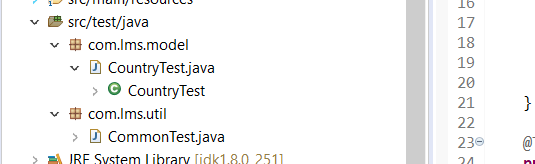 src/main/resources
src/test/java
com.lms.model
CountryTest.java
CountryTest
com.lms.util
CommonTest.java
JRE System Library [jdk1.8.0_251]
16
17
18
19
20
21 }
22
23
24